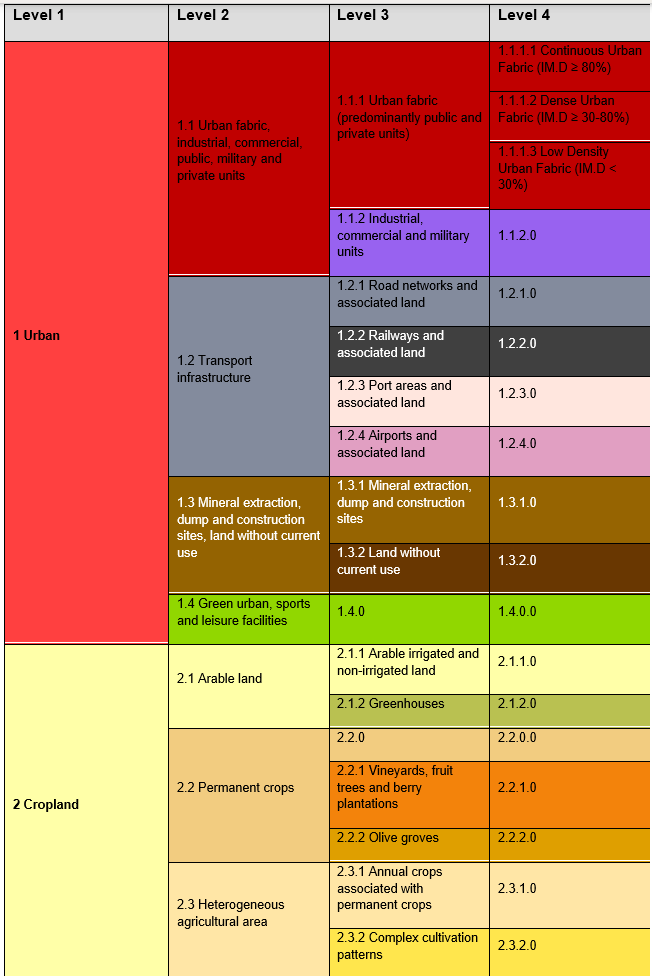 Level 1
Level 2
Level 3
Level 4
1 Urban
1.1 Urban fabric,
industrial, commercial,
public, military and
private units
1.1.1 Urban fabric
(predominantly public and
private units)
1.1.1.1 Continuous Urban
Fabric (IM.D ≥ 80%)
1.1.1.2 Dense Urban
Fabric (IM.D ≥ 30-80%)
1.1.1.3 Low Density
Urban Fabric (IM.D <
30%)
1.1.2 Industrial,
commercial and military
units
1.1.2.0
1.2 Transport
infrastructure
1.2.1 Road networks and
associated land
1.2.1.0
1.2.2 Railways and
associated land
1.2.2.0
1.2.3 Port areas and
associated land
1.2.3.0
1.2.4 Airports and
associated land
1.2.4.0
1.3 Mineral extraction,
dump and construction
sites, land without current
use
1.3.1 Mineral extraction,
dump and construction
sites
1.3.1.0
1.3.2 Land without
current use
1.3.2.0
1.4 Green urban, sports
and leisure facilities
1.4.0
1.4.0.0
2 Cropland
2.1 Arable land
2.1.1 Arable irrigated and
non-irrigated land
2.1.1.0
2.1.2 Greenhouses
2.1.2.0
2.2 Permanent crops
2.2.0
2.2.0.0
2.2.1 Vineyards, fruit
trees and berry
plantations
2.2.1.0
2.2.2 Olive groves
2.2.2.0
2.3 Heterogeneous
agricultural area
2.3.1 Annual crops
associated with
permanent crops
2.3.1.0
2.3.2 Complex cultivation
patterns
2.3.2.0